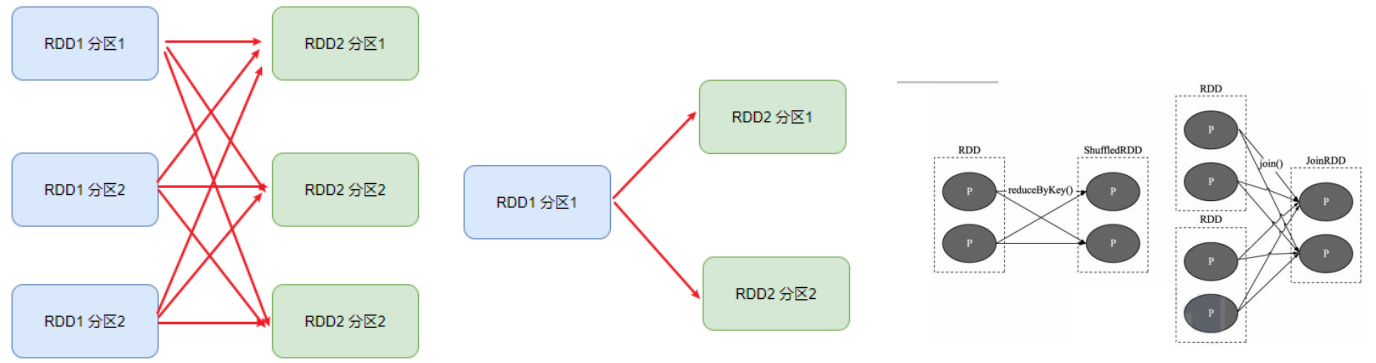 RDD1 分区1
RDD2 分区1
RDD1 分区2
RDD2 分区2
RDD1 分区2
RDD2 分区2
RDD1 分区1
RDD2 分区1
RDD2 分区2
RDD
ShuffledRDD
P
reduceByKey()
P
P
P
RDD
P
join()
JoinRDD
P
P
RDD
P
P
P